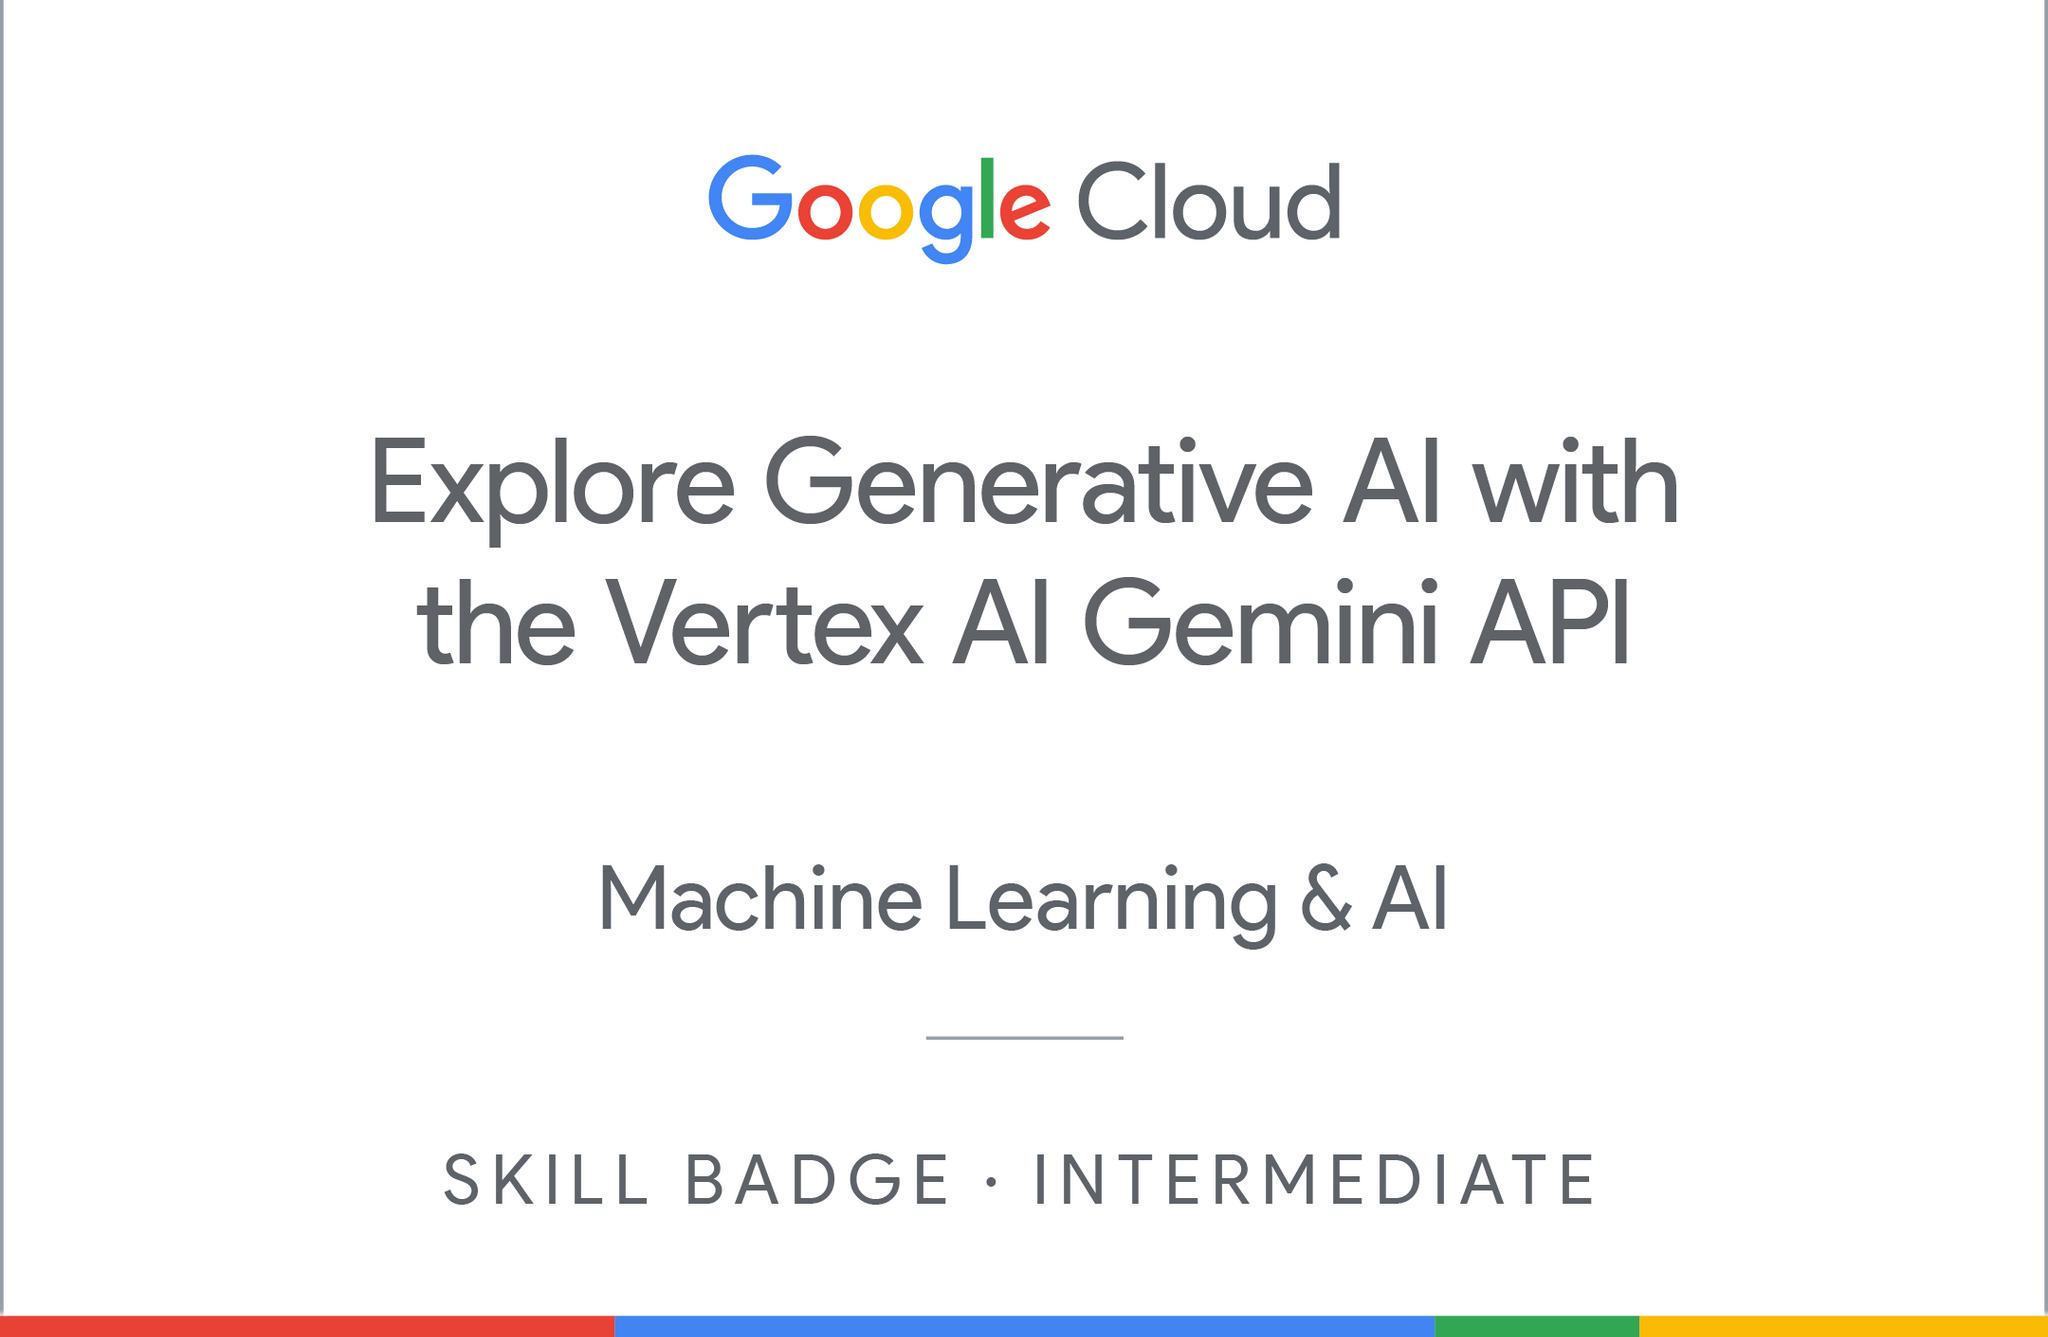 Google Cloud
Explore Generative AI with
the Vertex AI Gemini API
Machine Learning & AI
SKILL BADGE · INTERMEDIATE